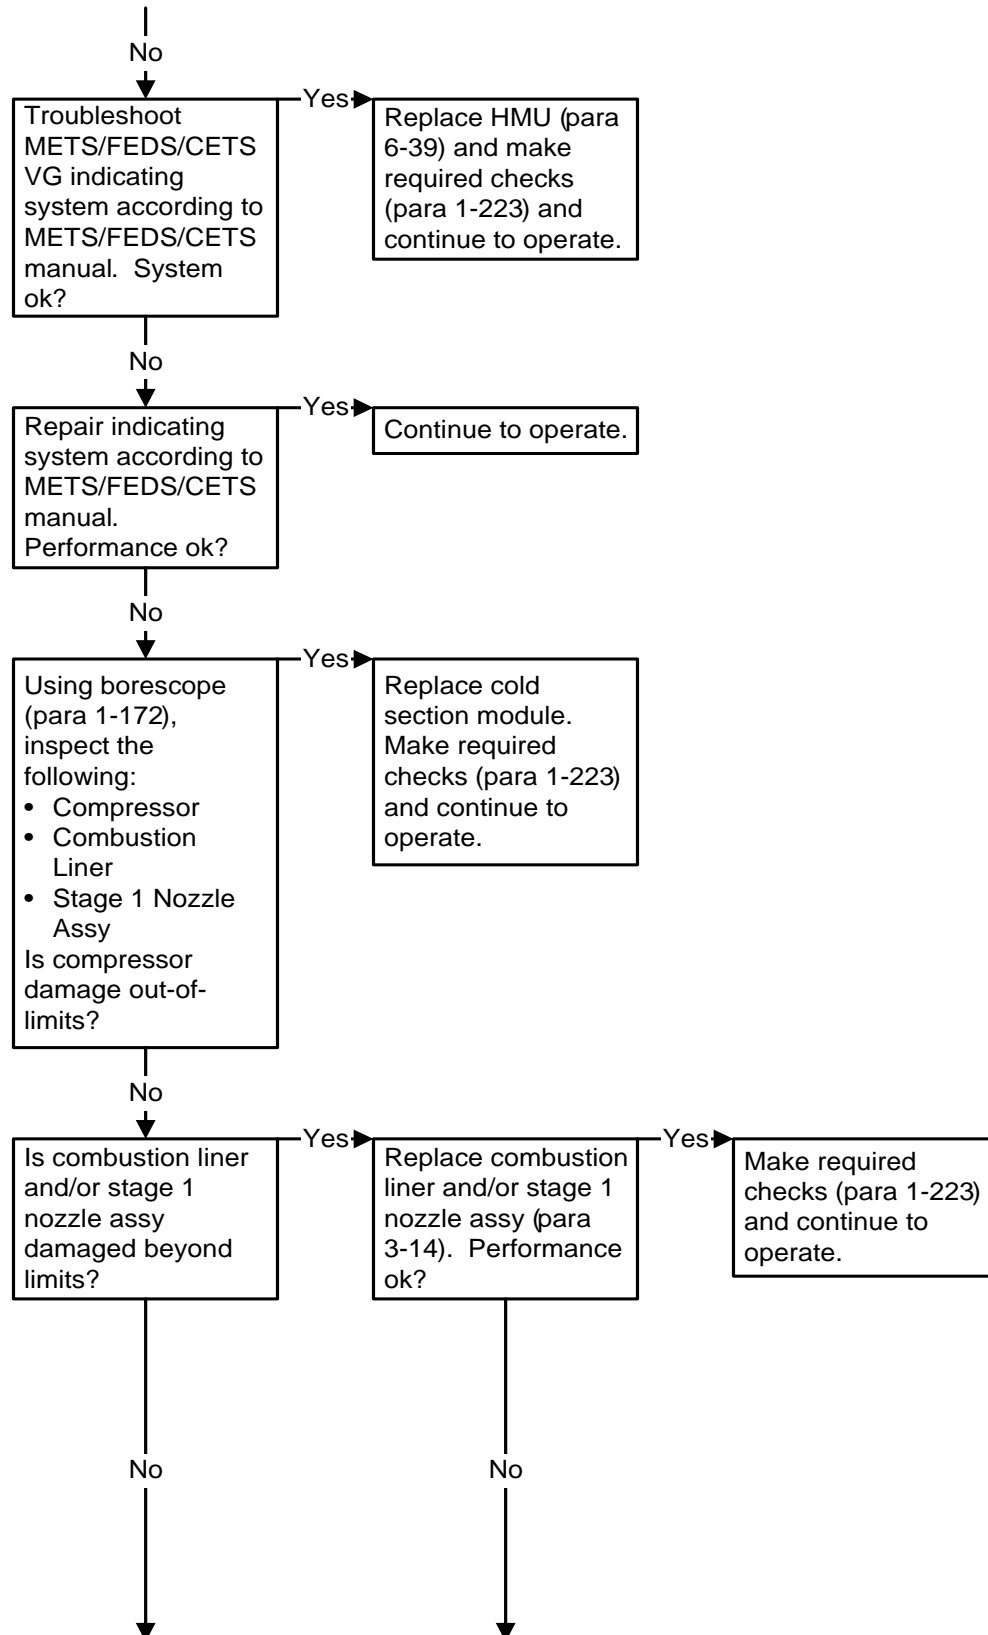 No
Troubleshoot
METS/FEDS/CETS
VG indicating
system according to
METS/FEDS/CETS
manual.  System
ok?
Yes
Replace HMU (para
6-39) and make
required checks
(para 1-223) and
continue to operate.
No
Repair indicating
system according to
METS/FEDS/CETS
manual.
Performance ok?
Yes
Continue to operate.
No
Using borescope
(para 1-172),
inspect the
following:
• Compressor
• Combustion
Liner
• Stage 1 Nozzle
Assy
Is compressor
damage out-of-
limits?
Yes
Replace cold
section module.
Make required
checks (para 1-223)
and continue to
operate.
No
Is combustion liner
and/or stage 1
nozzle assy
damaged beyond
limits?
Yes
Replace combustion
liner and/or stage 1
nozzle assy (para
3-14).  Performance
ok?
Yes
Make required
checks (para 1-223)
and continue to
operate.
No
No